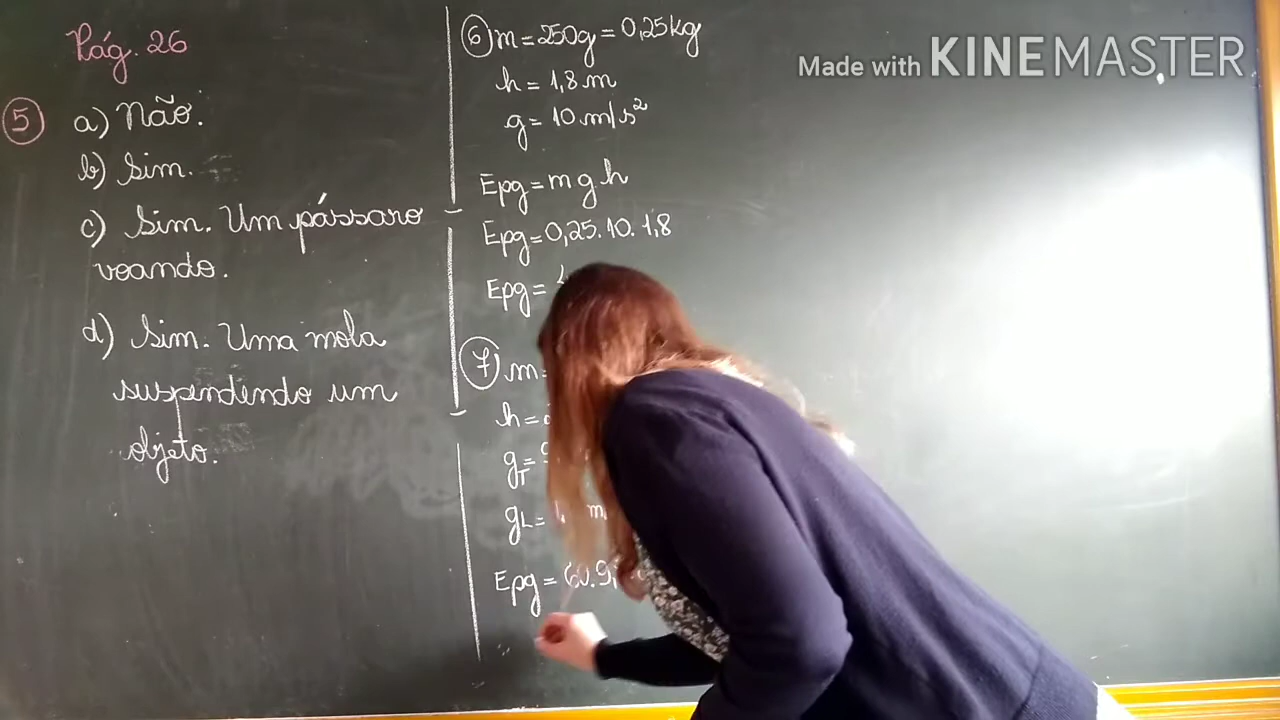 Pág. 26
5 a) Não.
b) Sim.
c) Sim. Um pássaro
voando.
d) Sim. Uma mola
suspendendo um
objeto.
6 m = 250g = 0,25kg
h = 1,8 m
g = 10 m/s²
Epg = m g h
Epg = 0,25.10.1,8
Epg =
7 m =
h =
gT =
gL =
Epg = 60.9,
Made with KINEMASTER